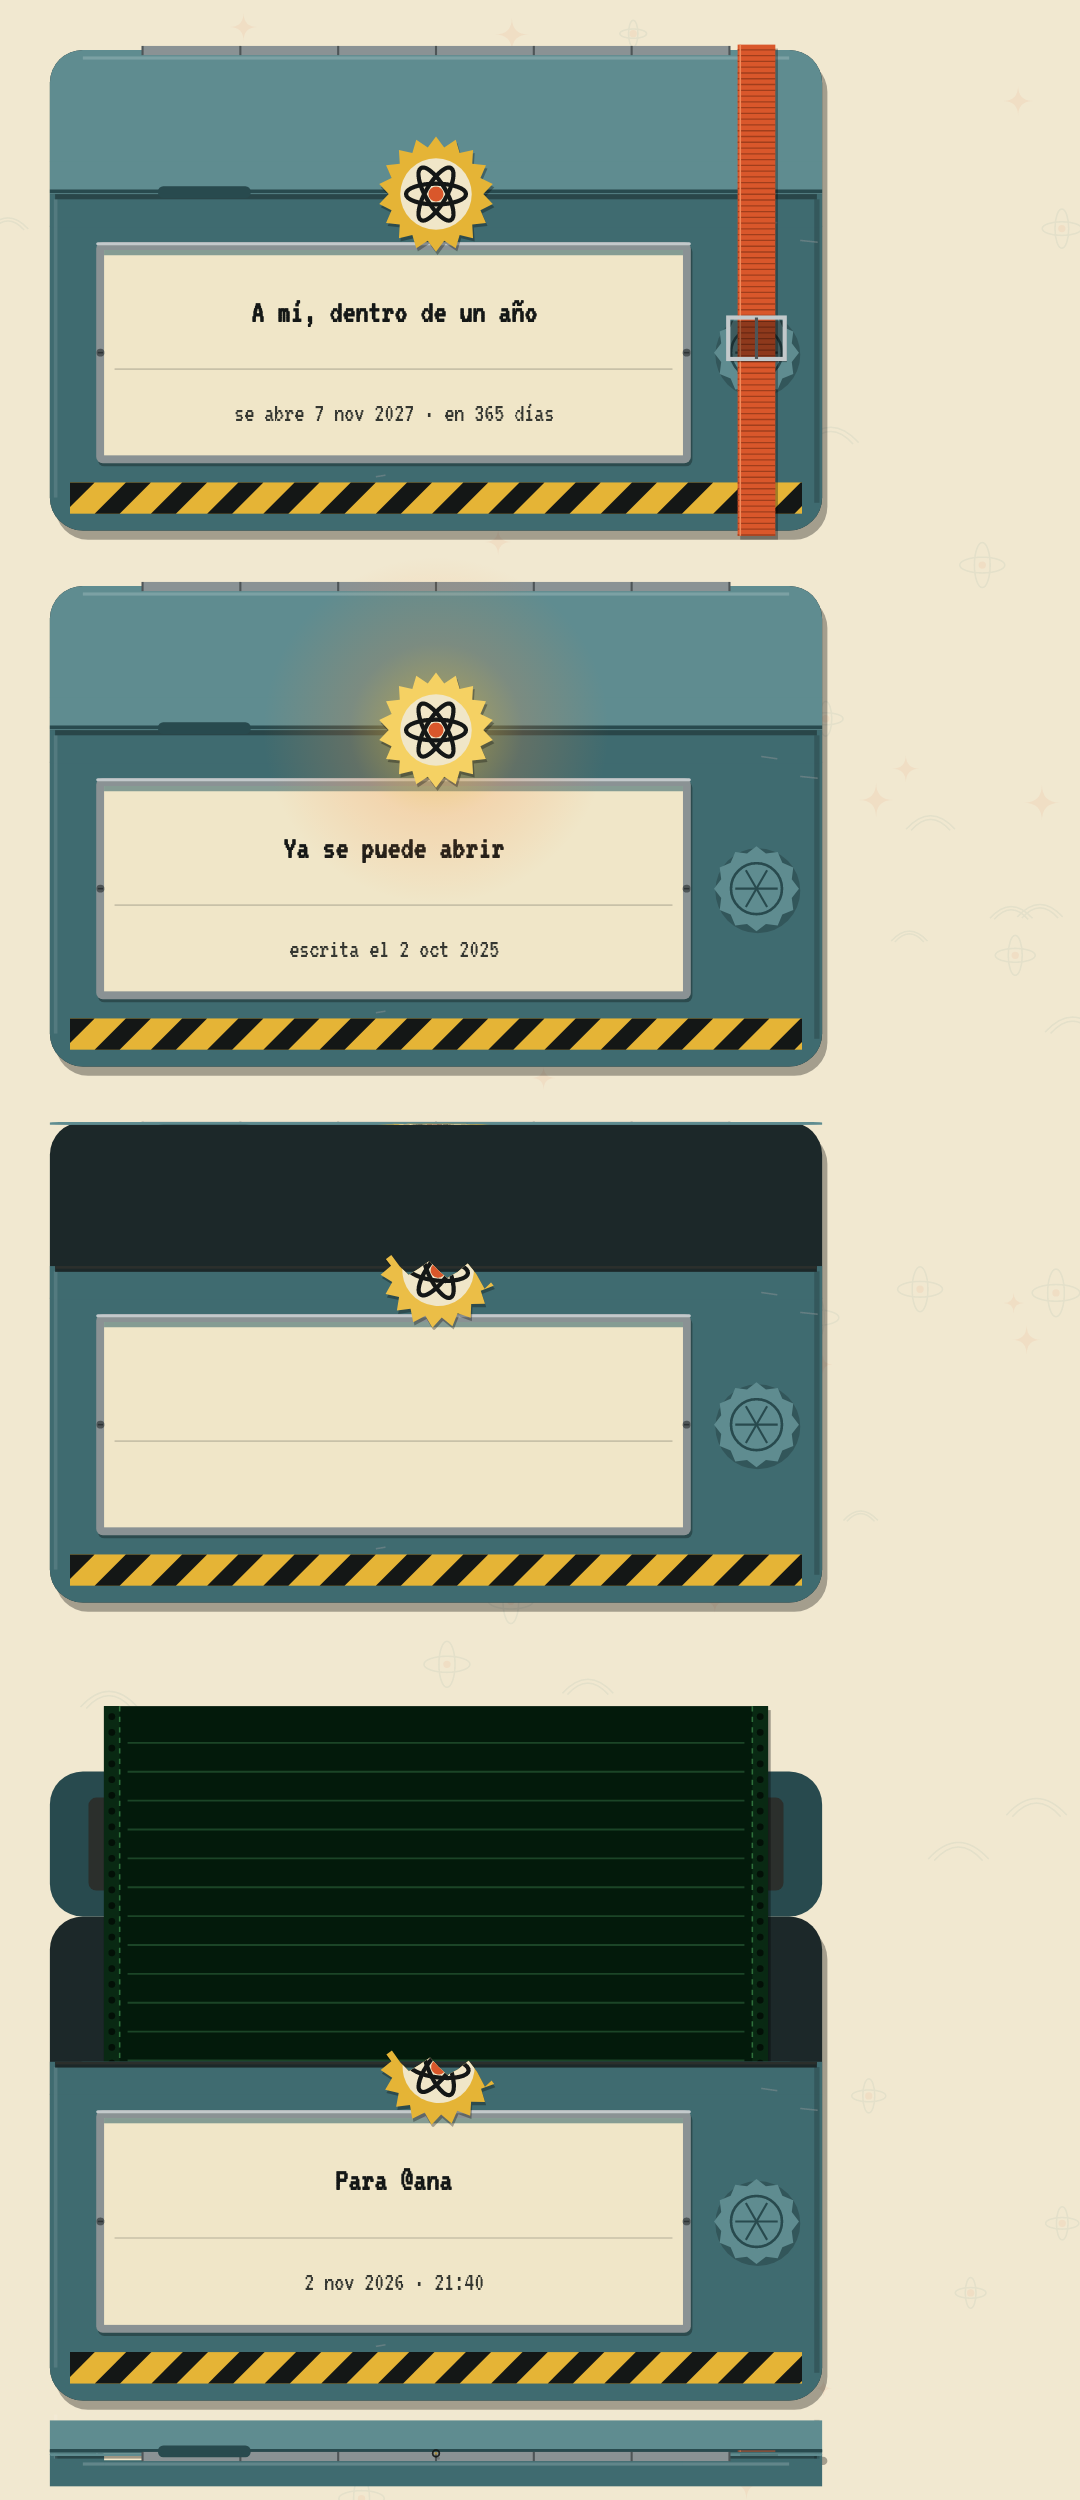 A mí, dentro de un año
se abre 7 nov 2027 · en 365 días
Ya se puede abrir
escrita el 2 oct 2025
Para @ana
2 nov 2026 · 21:40